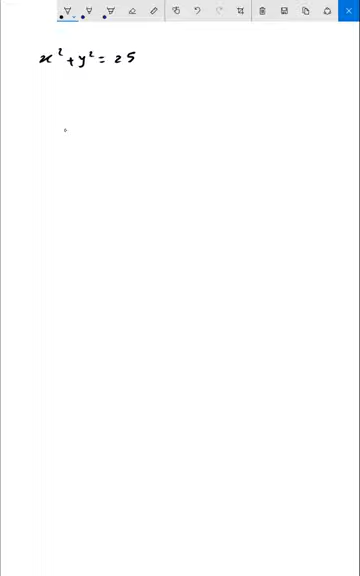 x² + y² = 25